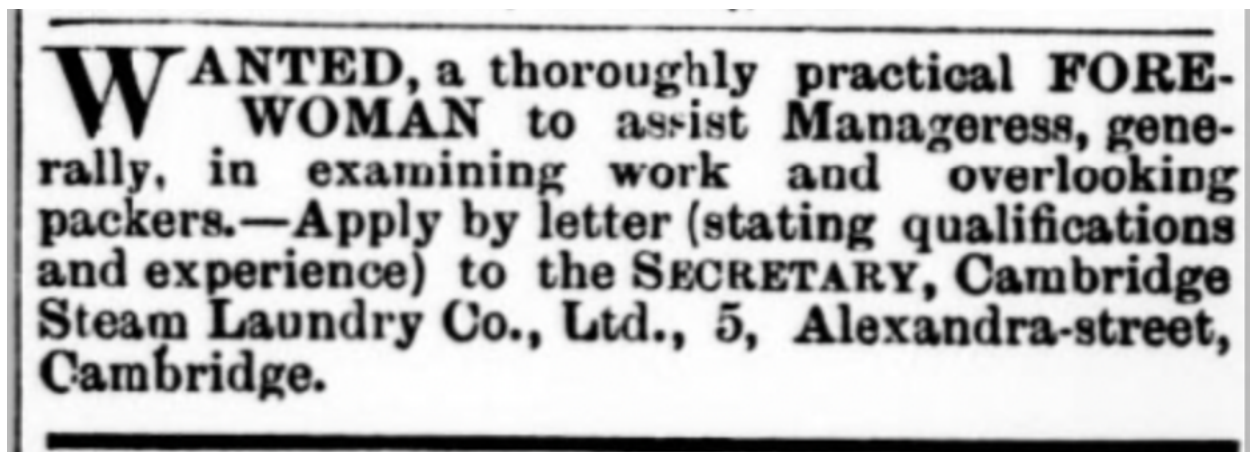 WANTED, a thoroughly practical FORE-
WOMAN to assist Manageress, gene-
rally, in examining work and overlooking
packers.—Apply by letter (stating qualifications
and experience) to the SECRETARY, Cambridge
Steam Laundry Co., Ltd., 5, Alexandra-street,
Cambridge.